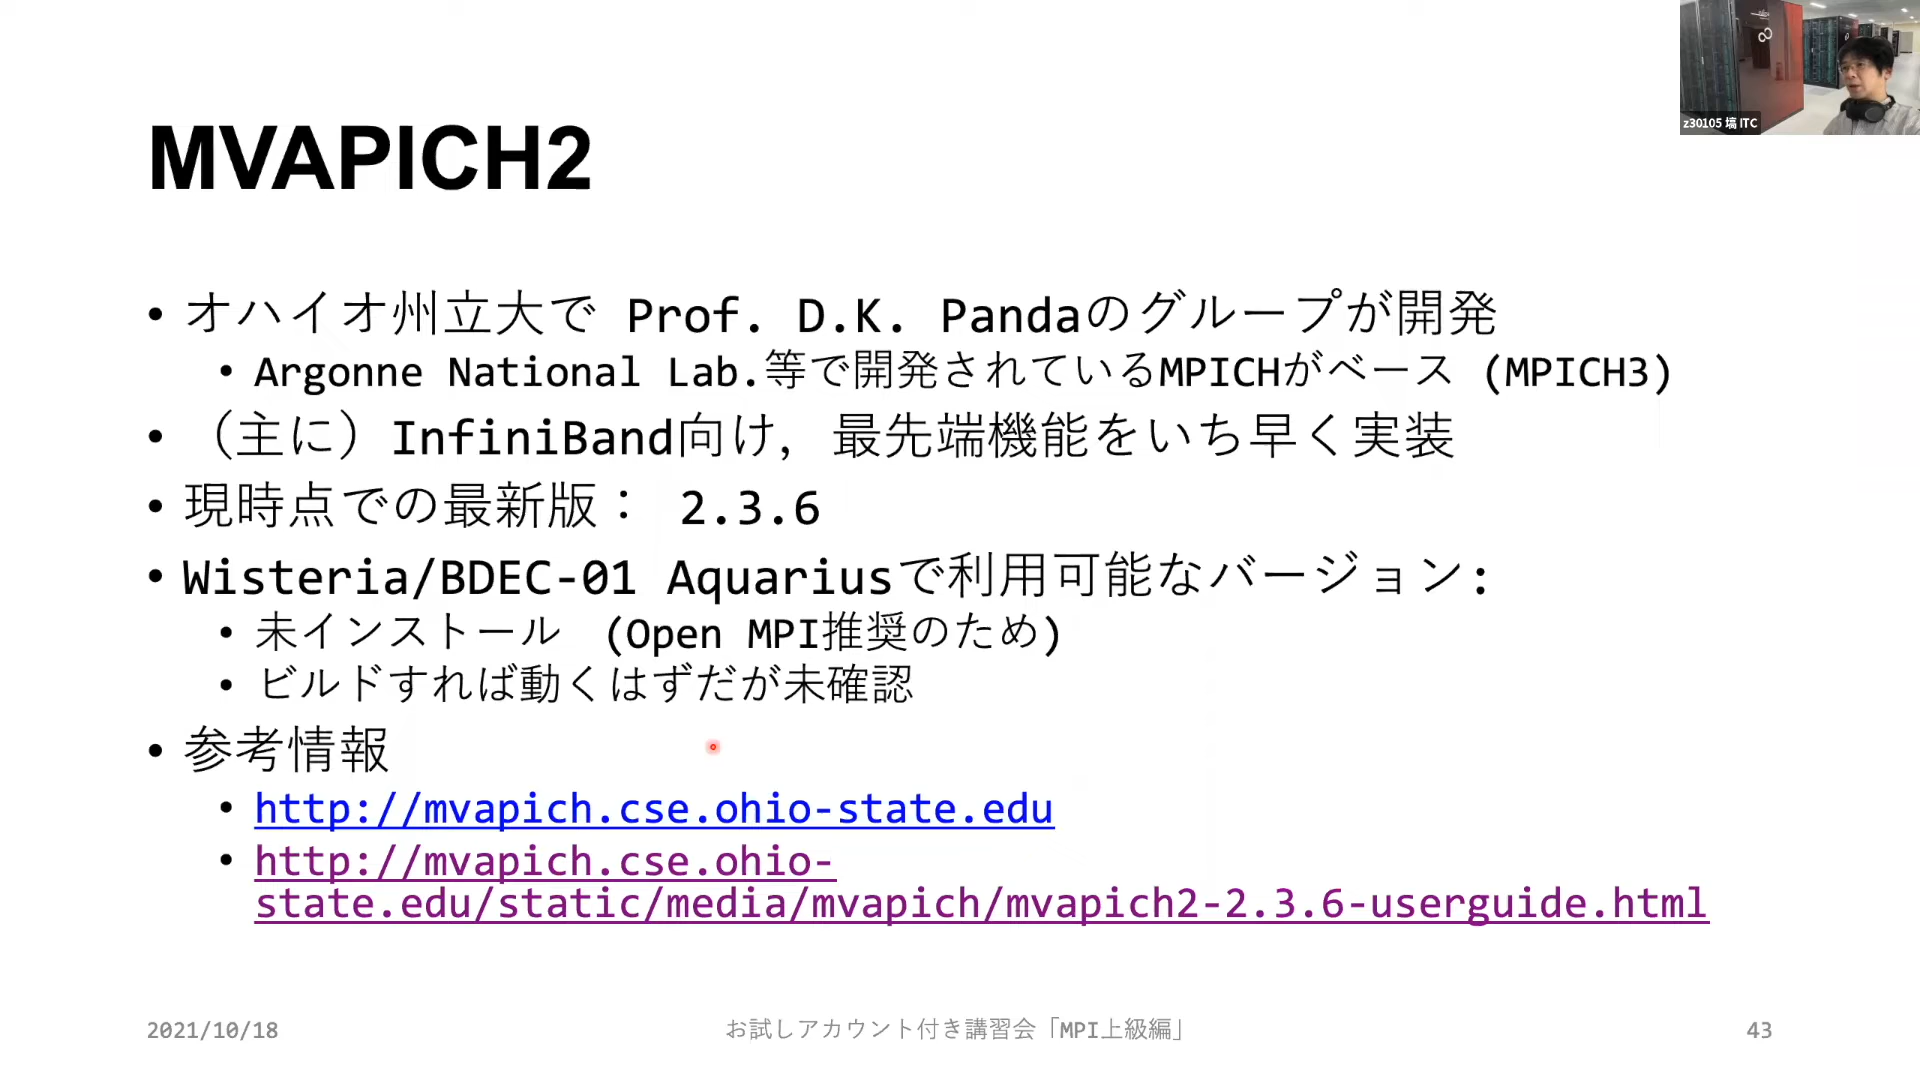 z30105 塙 ITC
MVAPICH2
• オハイオ州立大で Prof. D.K. Pandaのグループが開発
• Argonne National Lab.等で開発されているMPICHがベース (MPICH3)
• （主に）InfiniBand向け，最先端機能をいち早く実装
• 現時点での最新版： 2.3.6
• Wisteria/BDEC-01 Aquariusで利用可能なバージョン:
• 未インストール (Open MPI推奨のため)
• ビルドすれば動くはずだが未確認
• 参考情報
• http://mvapich.cse.ohio-state.edu
• http://mvapich.cse.ohio-
state.edu/static/media/mvapich/mvapich2-2.3.6-userguide.html
2021/10/18
お試しアカウント付き講習会「MPI上級編」
43